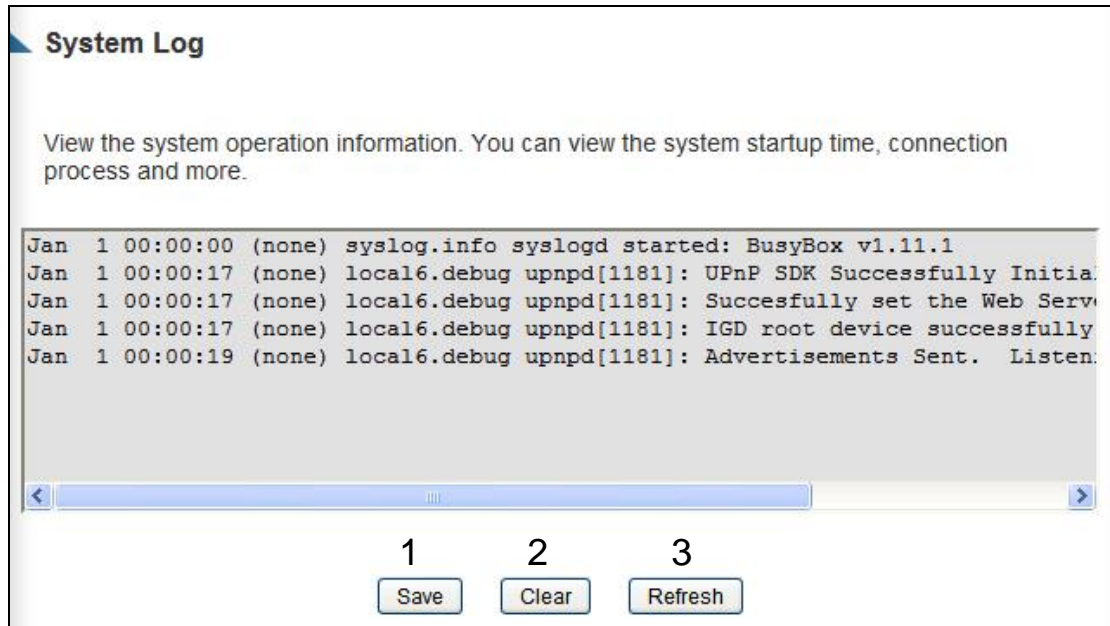 System Log
View the system operation information. You can view the system startup time, connection
process and more.
Jan  1 00:00:00 (none) syslog.info syslogd started: BusyBox v1.11.1
Jan  1 00:00:17 (none) local6.debug upnpd[1181]: UPnP SDK Successfully Initial
Jan  1 00:00:17 (none) local6.debug upnpd[1181]: Succesfully set the Web Serve
Jan  1 00:00:17 (none) local6.debug upnpd[1181]: IGD root device successfully
Jan  1 00:00:19 (none) local6.debug upnpd[1181]: Advertisements Sent.  Listen
1 2 3
Save Clear Refresh